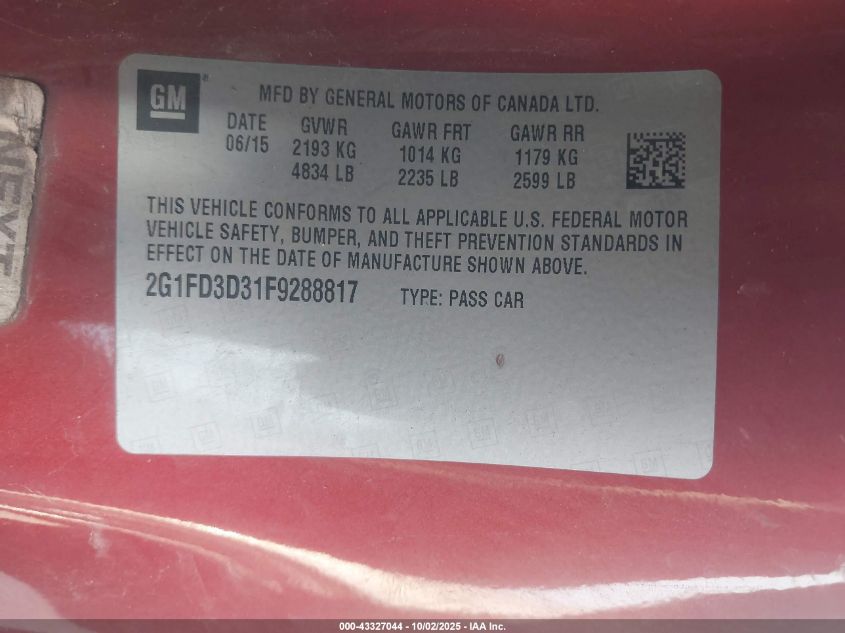 GM
MFD BY GENERAL MOTORS OF CANADA LTD.
DATE GVWR GAWR FRT GAWR RR
06/15 2193 KG 1014 KG 1179 KG
4834 LB 2235 LB 2599 LB
THIS VEHICLE CONFORMS TO ALL APPLICABLE U.S. FEDERAL MOTOR
VEHICLE SAFETY, BUMPER, AND THEFT PREVENTION STANDARDS IN
EFFECT ON THE DATE OF MANUFACTURE SHOWN ABOVE.
2G1FD3D31F9288817 TYPE: PASS CAR
NEXT
000-43327044 | 10/02/2025 - IAA Inc.